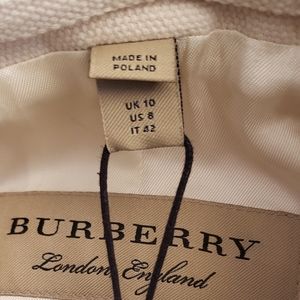 MADE IN
POLAND
UK 10
US 8
IT 42
BURBERRY
London England